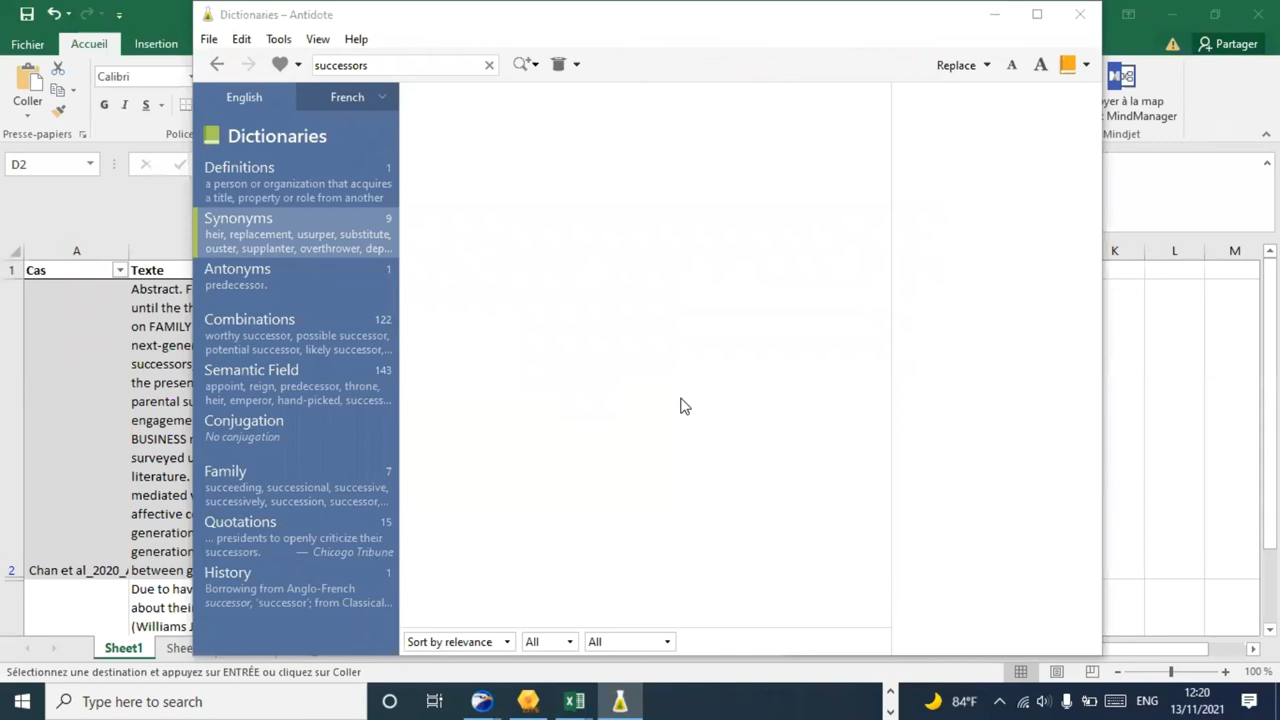 Dictionaries – Antidote
Fichier Accueil Insertion
Partager
File Edit Tools View Help
successors
Replace A A
Calibri
Coller
G I S
Presse-papiers
Police
oyer à la map
MindManager
Mindjet
D2
English French
Dictionaries
Definitions 1
a person or organization that acquires
a title, property or role from another
Synonyms 9
heir, replacement, usurper, substitute,
ouster, supplanter, overthrower, dep...
Antonyms 1
predecessor.
Combinations 122
worthy successor, possible successor,
potential successor, likely successor,...
Semantic Field 143
appoint, reign, predecessor, throne,
heir, emperor, hand-picked, success...
Conjugation
No conjugation
Family 7
succeeding, successional, successive,
successively, succession, successor,...
Quotations 15
... presidents to openly criticize their
successors. — Chicago Tribune
History 1
Borrowing from Anglo-French
successor, 'successor'; from Classical...
A
K L M
1 Cas Texte
Abstract. F
until the th
on FAMILY
next-gener
successors
the presen
parental su
engageme
BUSINESS r
surveyed u
literature.
mediated v
affective co
generation
generation
2 Chan et al_2020_ between g
Due to hav
about their
(Williams J
Sort by relevance All All
Sheet1 She
Sélectionnez une destination et appuyez sur ENTRÉE ou cliquez sur Coller
100 %
Type here to search
84°F
ENG
12:20
13/11/2021